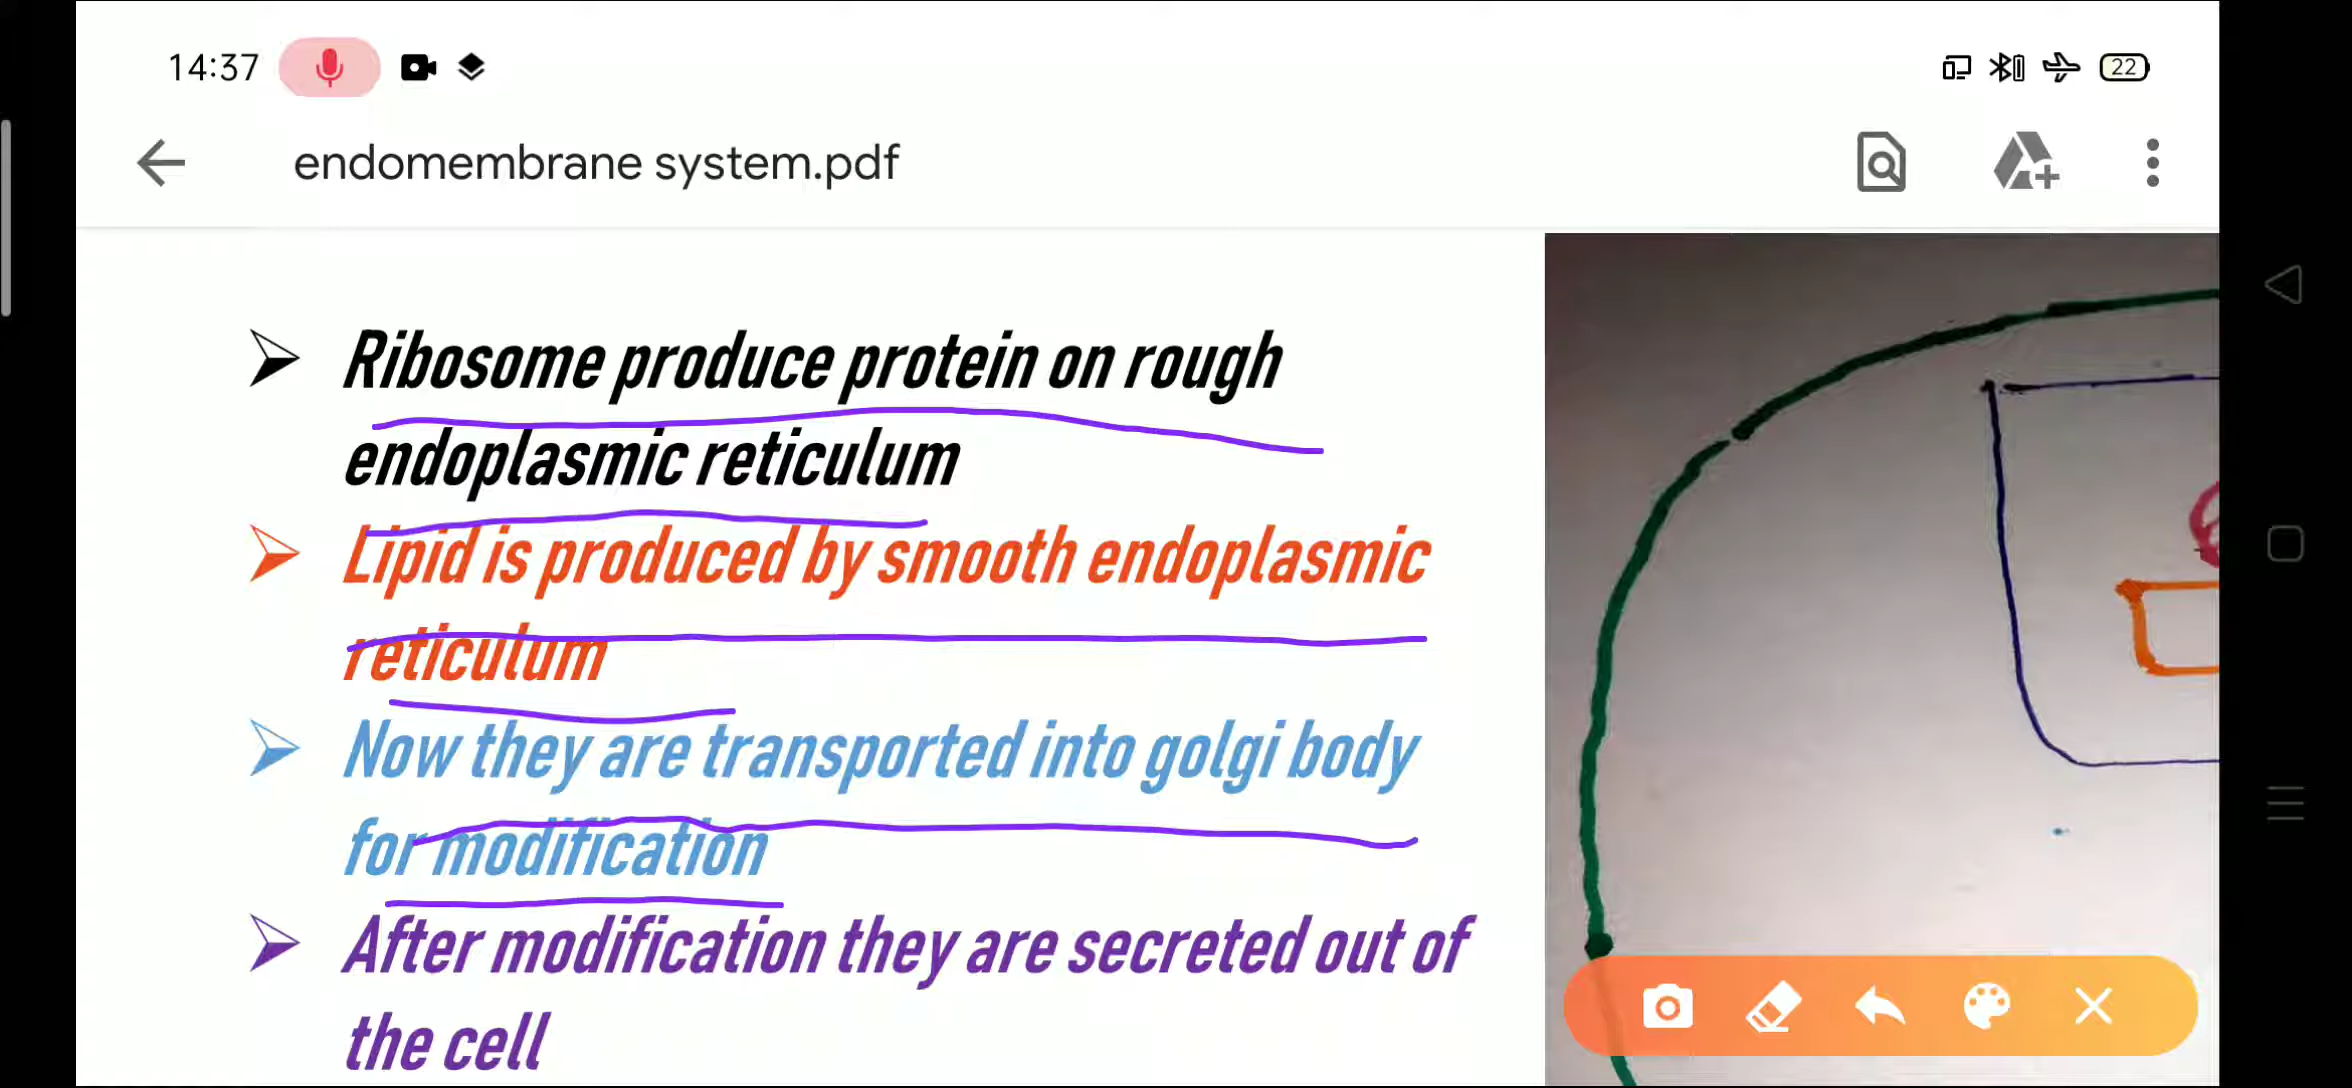 14:37
22
endomembrane system.pdf
Ribosome produce protein on rough
endoplasmic reticulum
Lipid is produced by smooth endoplasmic
reticulum
Now they are transported into golgi body
for modification
After modification they are secreted out of
the cell